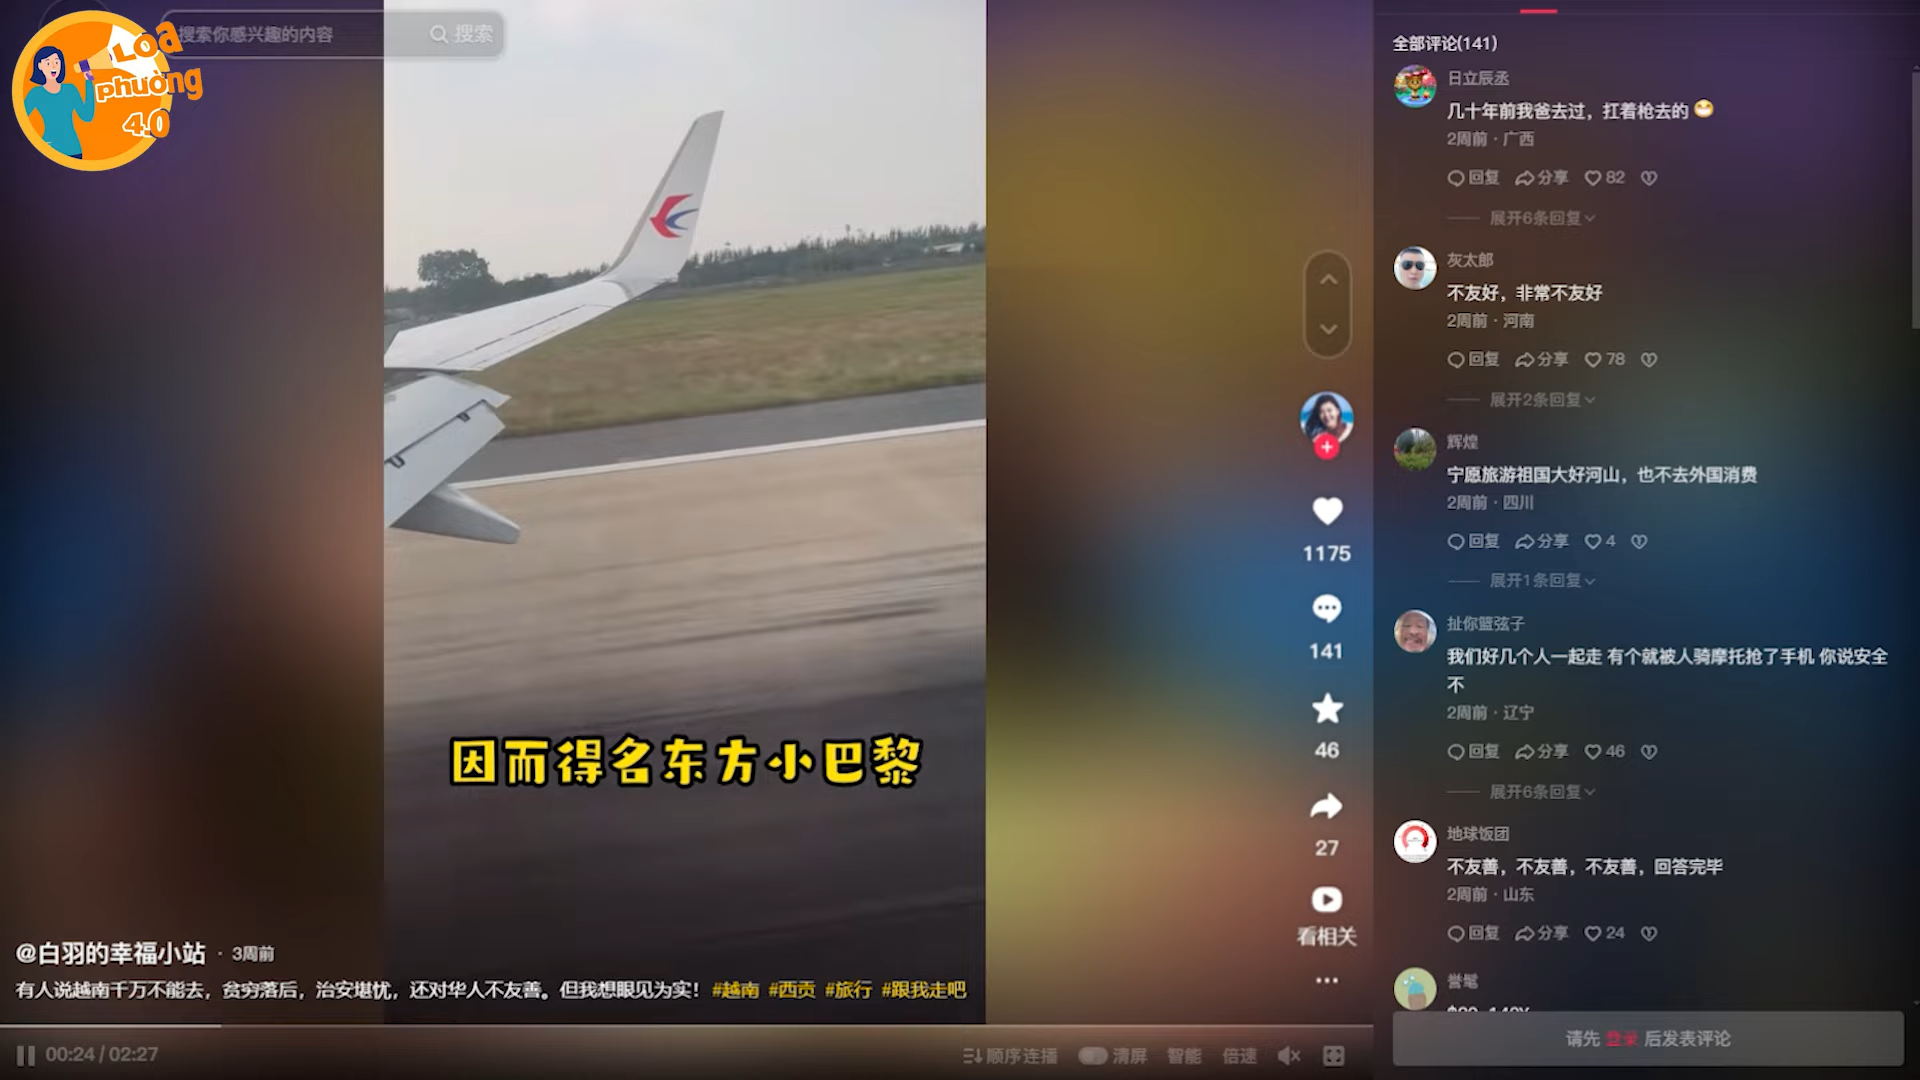 Loa
phường
4.0
搜索你感兴趣的内容
搜索
因而得名东方小巴黎
1175
141
46
27
看相关
@白羽的幸福小站 · 3周前
有人说越南千万不能去，贫穷落后，治安堪忧，还对华人不友善。但我想眼见为实！ #越南 #西贡 #旅行 #跟我走吧
00:24 / 02:27
顺序连播 清屏 智能 倍速
全部评论(141)
日立辰丞
几十年前我爸去过，扛着枪去的
2周前 · 广西
回复 分享 82
展开6条回复
灰太郎
不友好，非常不友好
2周前 · 河南
回复 分享 78
展开2条回复
辉煌
宁愿旅游祖国大好河山，也不去外国消费
2周前 · 四川
回复 分享 4
展开1条回复
扯你篮弦子
我们好几个人一起走 有个就被人骑摩托抢了手机 你说安全
不
2周前 · 辽宁
回复 分享 46
展开6条回复
地球饭团
不友善，不友善，不友善，回答完毕
2周前 · 山东
回复 分享 24
誉髦
请先 登录 后发表评论